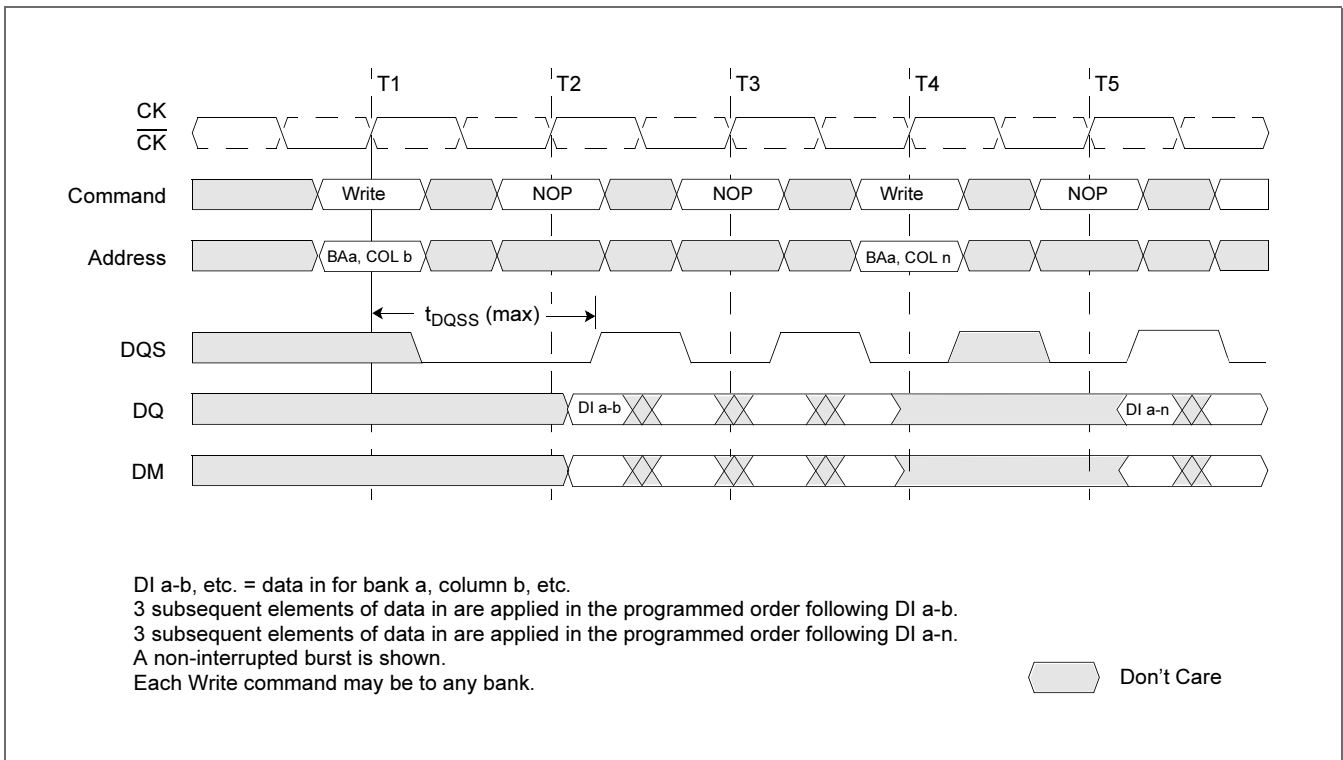 T1 T2 T3 T4 T5
CK
CK
Command Write NOP NOP Write NOP
Address BAa, COL b BAa, COL n
tDQSS (max)
DQS
DQ DI a-b DI a-n
DM
DI a-b, etc. = data in for bank a, column b, etc.
3 subsequent elements of data in are applied in the programmed order following DI a-b.
3 subsequent elements of data in are applied in the programmed order following DI a-n.
A non-interrupted burst is shown.
Each Write command may be to any bank.
Don't Care